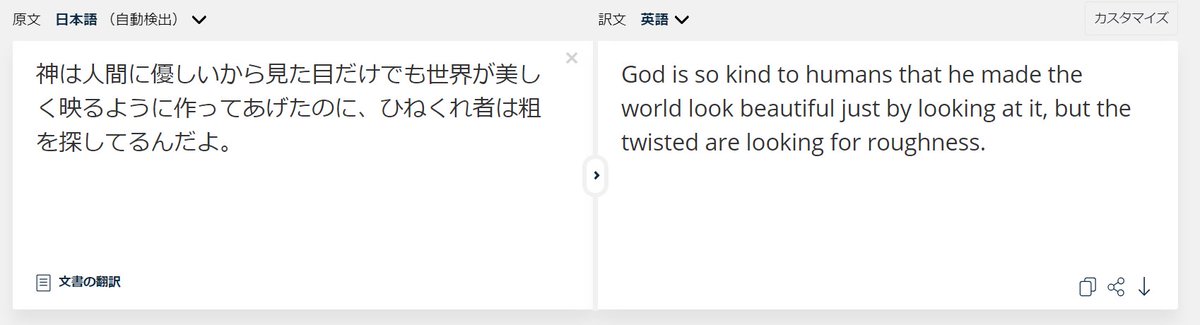 原文 日本語 （自動検出）
訳文 英語
カスタマイズ
神は人間に優しいから見た目だけでも世界が美し
く映るように作ってあげたのに、ひねくれ者は粗
を探してるんだよ。
文書の翻訳
God is so kind to humans that he made the
world look beautiful just by looking at it, but the
twisted are looking for roughness.